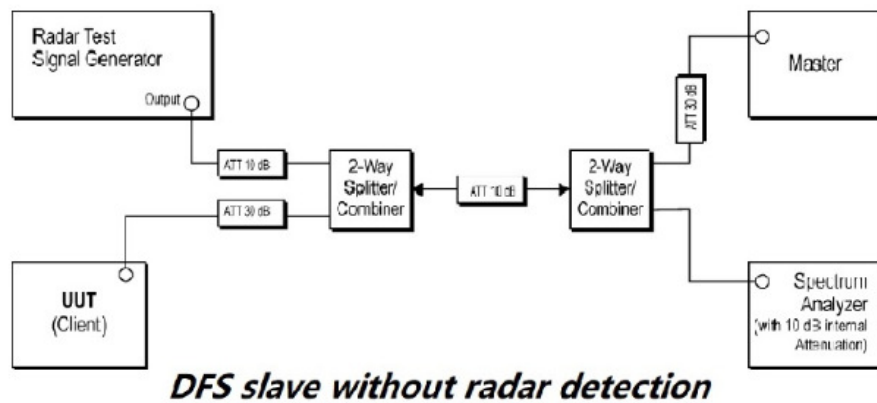 Radar Test
Signal Generator
Output
ATT 10 dB
ATT 30 dB
2-Way
Splitter/
Combiner
ATT 10 dB
2-Way
Splitter/
Combiner
ATT 30 dB
Master
UUT
(Client)
Spectrum
Analyzer
(with 10 dB internal
Attenuation)
DFS slave without radar detection